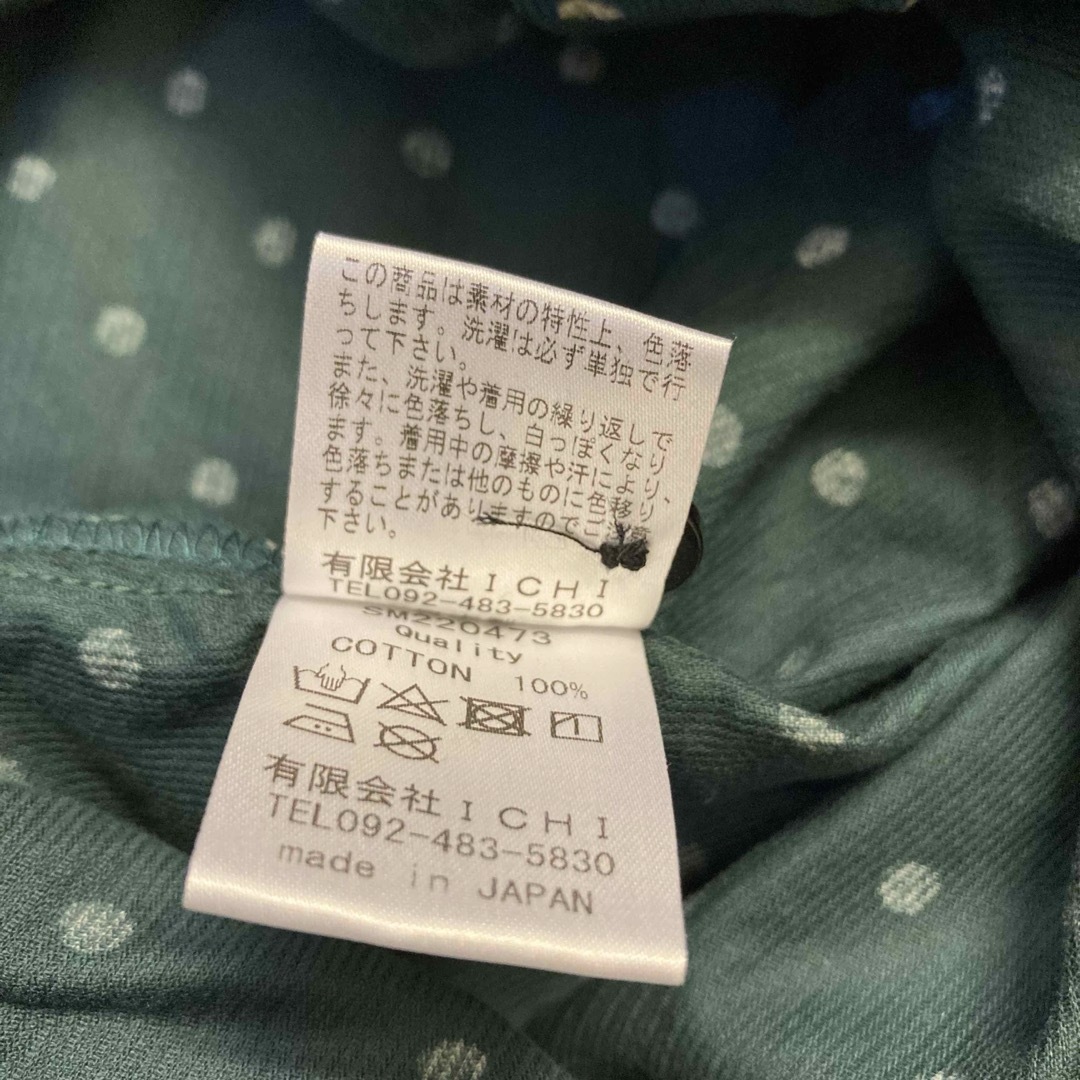 この商品は素材の特性上、色落
ちします。洗濯は必ず単独で行
って下さい。
また、洗濯や着用の繰り返しで
徐々に色落ちし、白っぽくなり
ます。着用中の摩擦や汗により、
色落ちまたは他のものに色移り
することがありますのでご
下さい。
有限会社ICHI
TEL092-483-5830
SM220473
Quality
COTTON 100%
有限会社ICHI
TEL092-483-5830
made in JAPAN